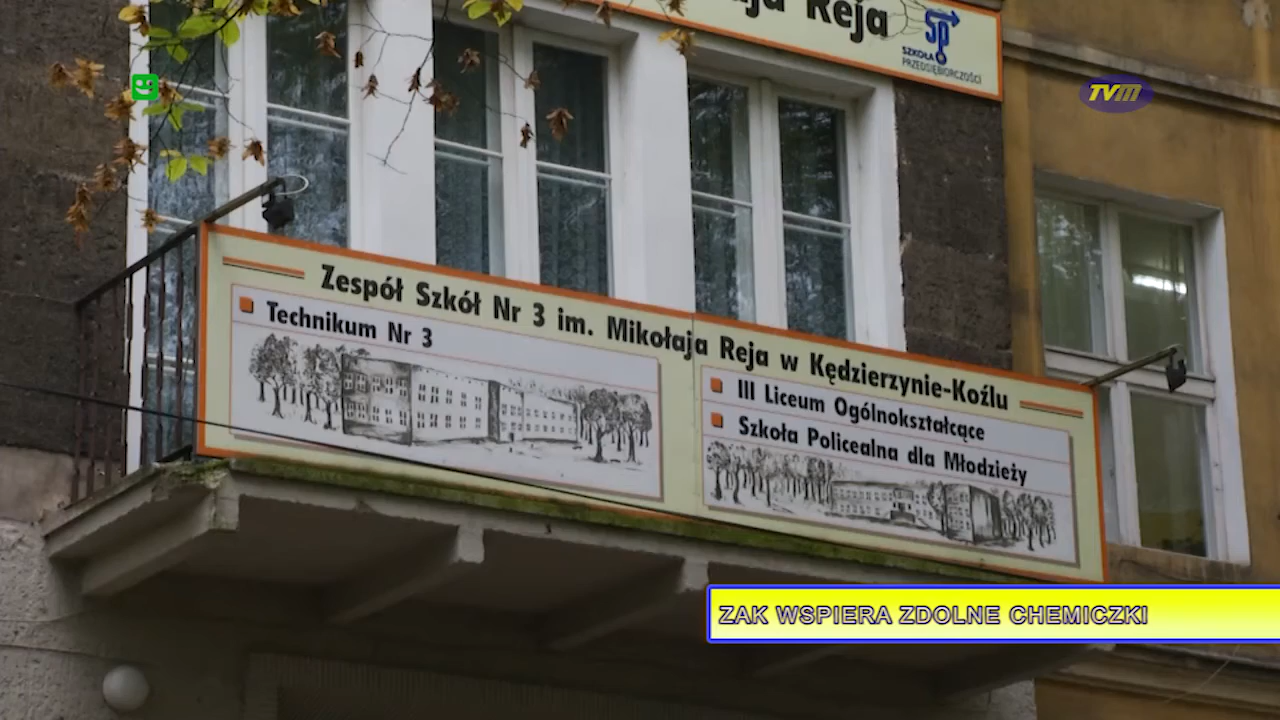 Reja
SP
SZKOŁA
PRZEDSIĘBIORCZOŚCI
TVM
Zespół Szkół Nr 3 im. Mikołaja Reja w Kędzierzynie-Koźlu
Technikum Nr 3
III Liceum Ogólnokształcące
Szkoła Policealna dla Młodzieży
ZAK WSPIERA ZDOLNE CHEMICZKI